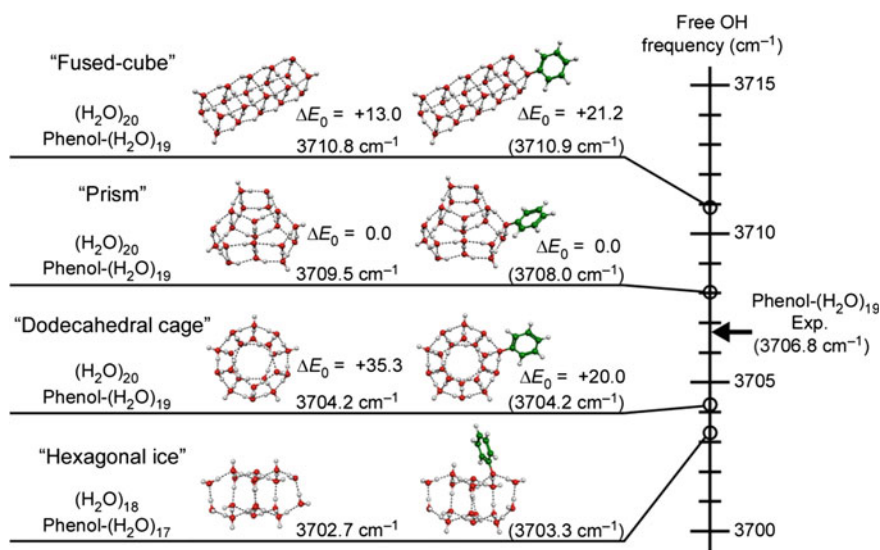 Free OH
frequency (cm⁻¹)
3715
3710
3705
3700
Phenol-(H₂O)₁₉
Exp.
(3706.8 cm⁻¹)
“Fused-cube”
(H₂O)₂₀
Phenol-(H₂O)₁₉
ΔE₀ = +13.0
3710.8 cm⁻¹
ΔE₀ = +21.2
(3710.9 cm⁻¹)
“Prism”
(H₂O)₂₀
Phenol-(H₂O)₁₉
ΔE₀ = 0.0
3709.5 cm⁻¹
ΔE₀ = 0.0
(3708.0 cm⁻¹)
“Dodecahedral cage”
(H₂O)₂₀
Phenol-(H₂O)₁₉
ΔE₀ = +35.3
3704.2 cm⁻¹
ΔE₀ = +20.0
(3704.2 cm⁻¹)
“Hexagonal ice”
(H₂O)₁₈
Phenol-(H₂O)₁₇
3702.7 cm⁻¹
(3703.3 cm⁻¹)